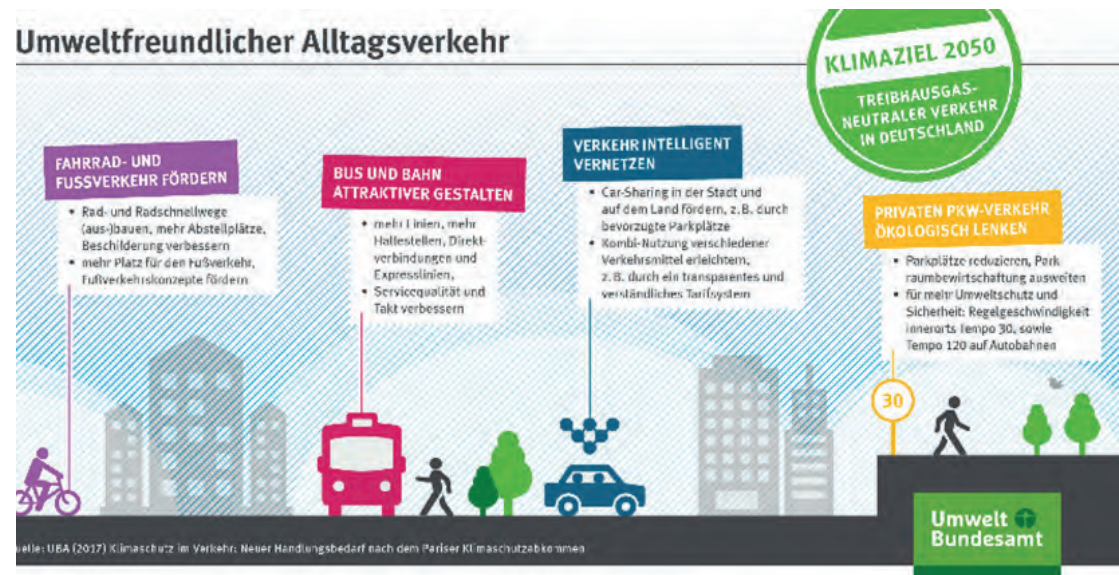 Umweltfreundlicher Alltagsverkehr
KLIMAZIEL 2050
TREIBHAUSGAS-
NEUTRALER VERKEHR
IN DEUTSCHLAND
FAHRRAD- UND
FUSSVERKEHR FÖRDERN
• Rad- und Radschnellwege
(aus-)bauen, mehr Abstellplätze,
Beschilderung verbessern
• mehr Platz für den Fußverkehr,
Fußverkehrskonzepte fördern
BUS UND BAHN
ATTRAKTIVER GESTALTEN
• mehr Linien, mehr
Haltestellen, Direkt-
verbindungen und
Expresslinien,
• Servicequalität und
Takt verbessern
VERKEHR INTELLIGENT
VERNETZEN
• Car-Sharing in der Stadt und
auf dem Land fördern, z. B. durch
bevorzugte Parkplätze
• Kombi-Nutzung verschiedener
Verkehrsmittel erleichtern,
z. B. durch ein transparentes und
verständliches Tarifsystem
PRIVATEN PKW-VERKEHR
ÖKOLOGISCH LENKEN
• Parkplätze reduzieren, Park
raumbewirtschaftung ausweiten
• für mehr Umweltschutz und
Sicherheit: Regelgeschwindigkeit
innerorts Tempo 30, sowie
Tempo 120 auf Autobahnen
30
Umwelt
Bundesamt
uelle: UBA (2017) Klimaschutz im Verkehr: Neuer Handlungsbedarf nach dem Pariser Klimaschutzabkommen